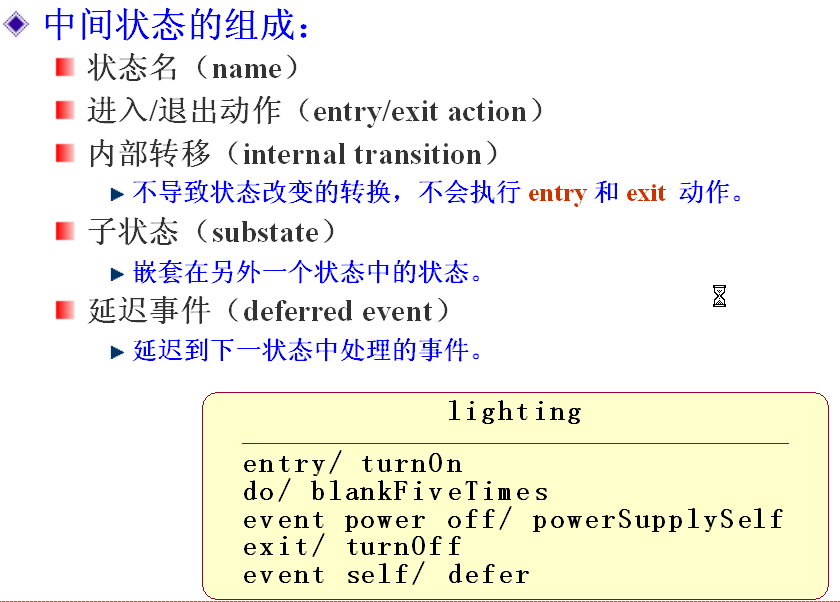 中间状态的组成：
状态名（name）
进入/退出动作（entry/exit action）
内部转移（internal transition）
不导致状态改变的转换，不会执行 entry 和 exit 动作。
子状态（substate）
嵌套在另外一个状态中的状态。
延迟事件（deferred event）
延迟到下一状态中处理的事件。
lighting
entry/ turnOn
do/ blankFiveTimes
event power off/ powerSupplySelf
exit/ turnOff
event self/ defer